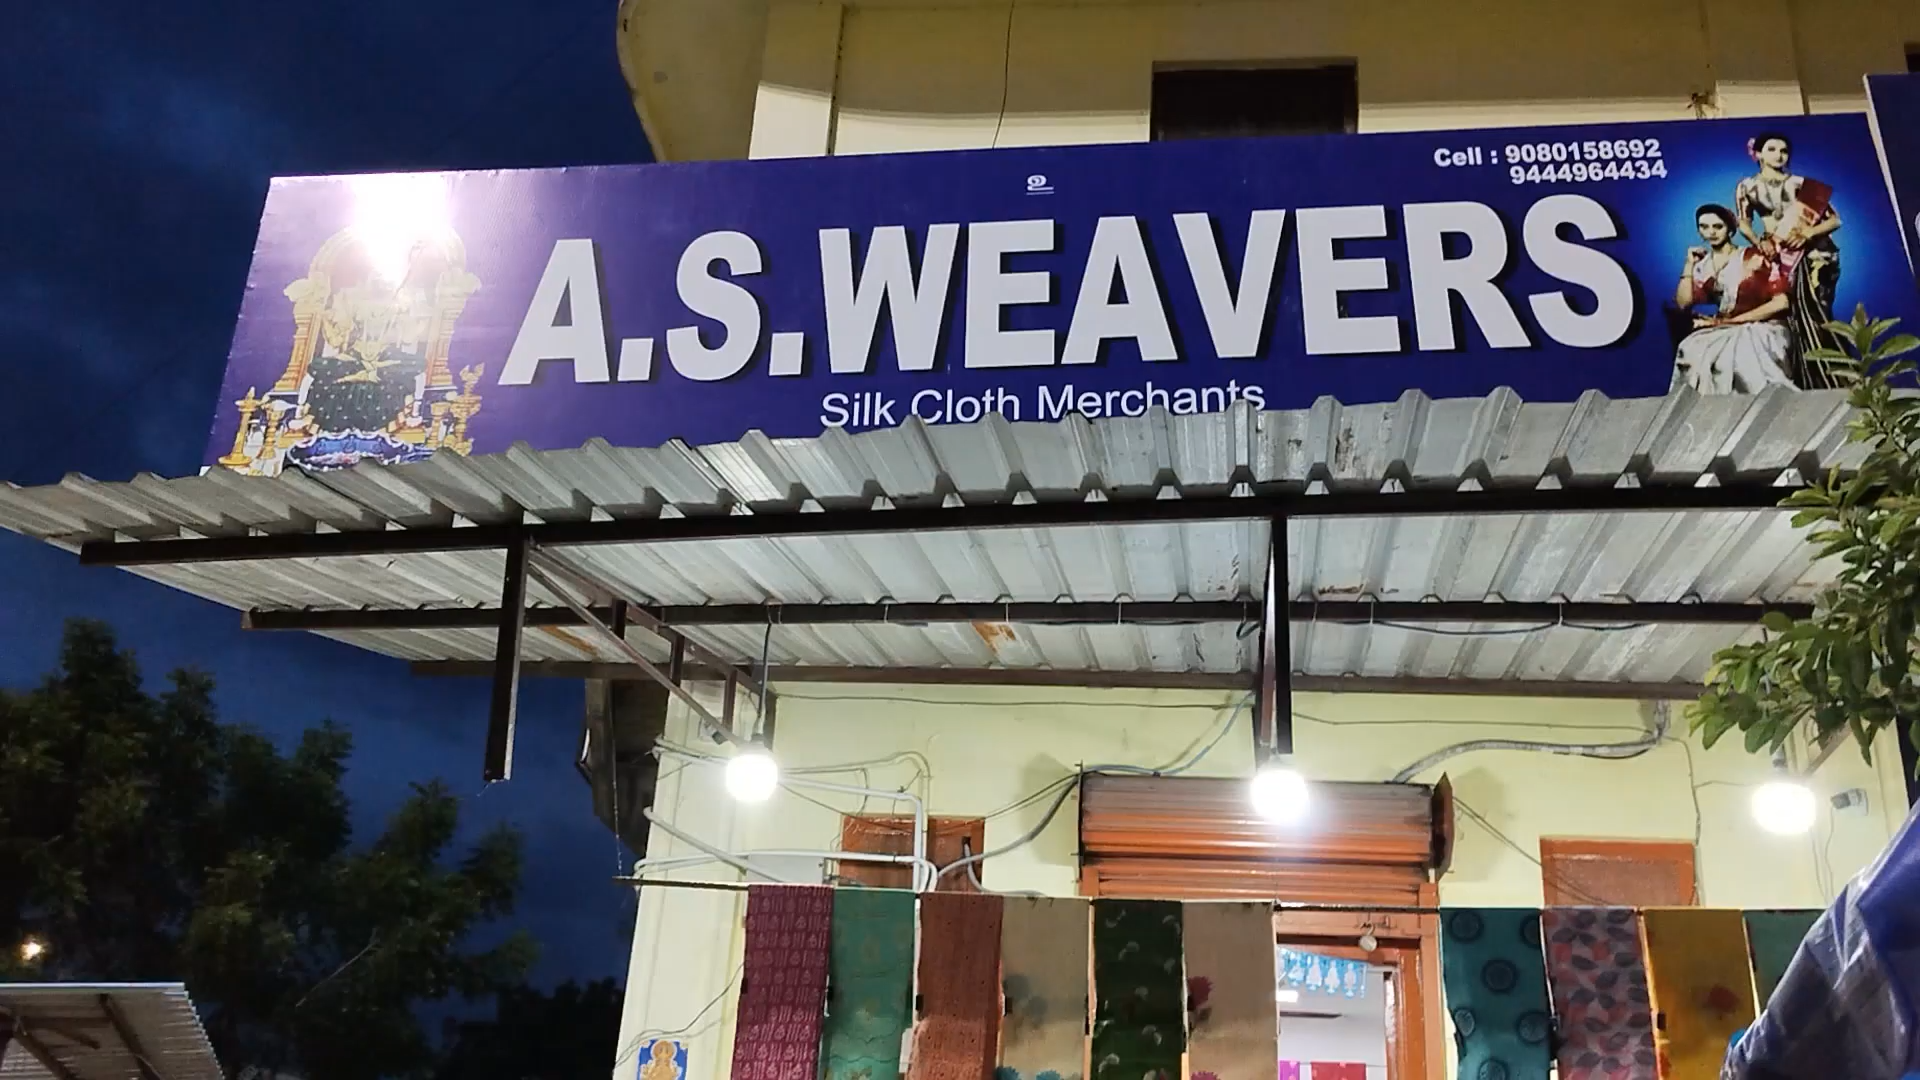 உ
Cell : 9080158692
9444964434
A.S.WEAVERS
Silk Cloth Merchants